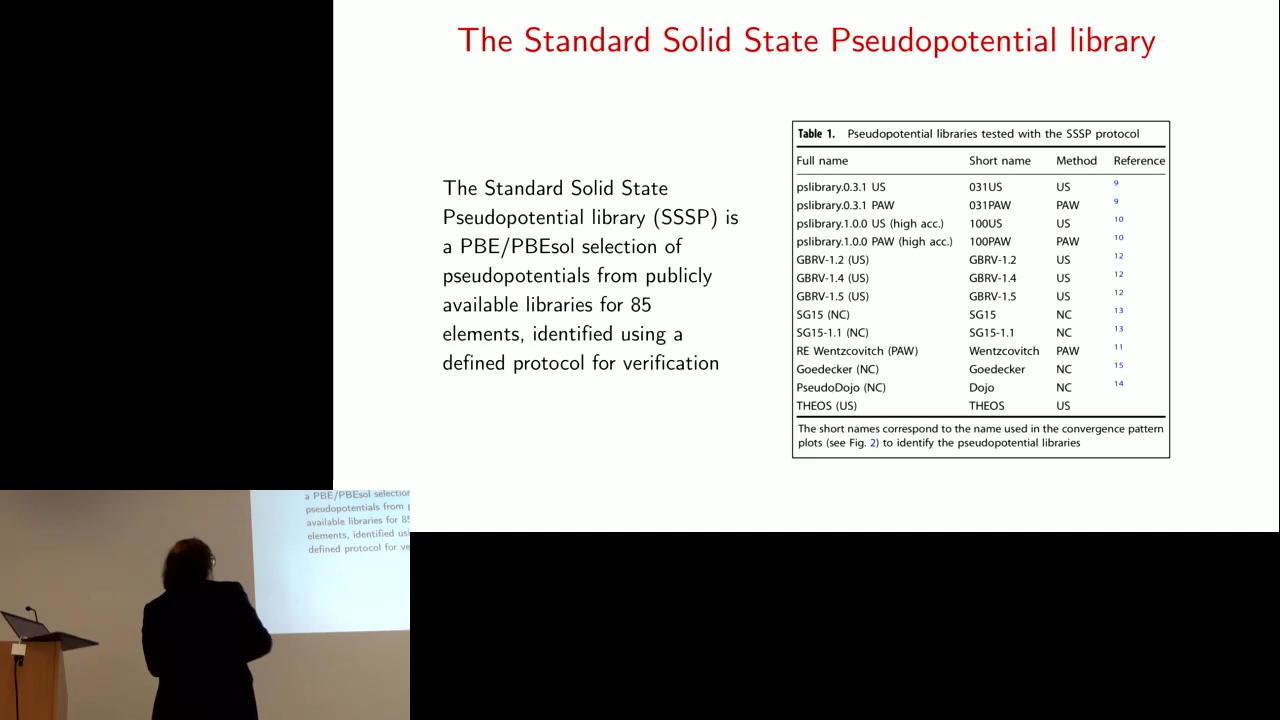 The Standard Solid State Pseudopotential library
The Standard Solid State
Pseudopotential library (SSSP) is
a PBE/PBEsol selection of
pseudopotentials from publicly
available libraries for 85
elements, identified using a
defined protocol for verification
Table 1. Pseudopotential libraries tested with the SSSP protocol
Full name Short name Method Reference
pslibrary.0.3.1 US 031US US 9
pslibrary.0.3.1 PAW 031PAW PAW 9
pslibrary.1.0.0 US (high acc.) 100US US 10
pslibrary.1.0.0 PAW (high acc.) 100PAW PAW 10
GBRV-1.2 (US) GBRV-1.2 US 12
GBRV-1.4 (US) GBRV-1.4 US 12
GBRV-1.5 (US) GBRV-1.5 US 12
SG15 (NC) SG15 NC 13
SG15-1.1 (NC) SG15-1.1 NC 13
RE Wentzcovitch (PAW) Wentzcovitch PAW 11
Goedecker (NC) Goedecker NC 15
PseudoDojo (NC) Dojo NC 14
THEOS (US) THEOS US
The short names correspond to the name used in the convergence pattern
plots (see Fig. 2) to identify the pseudopotential libraries
a PBE/PBEsol selection
pseudopotentials from
available libraries for 85
elements, identified usi
defined protocol for ve